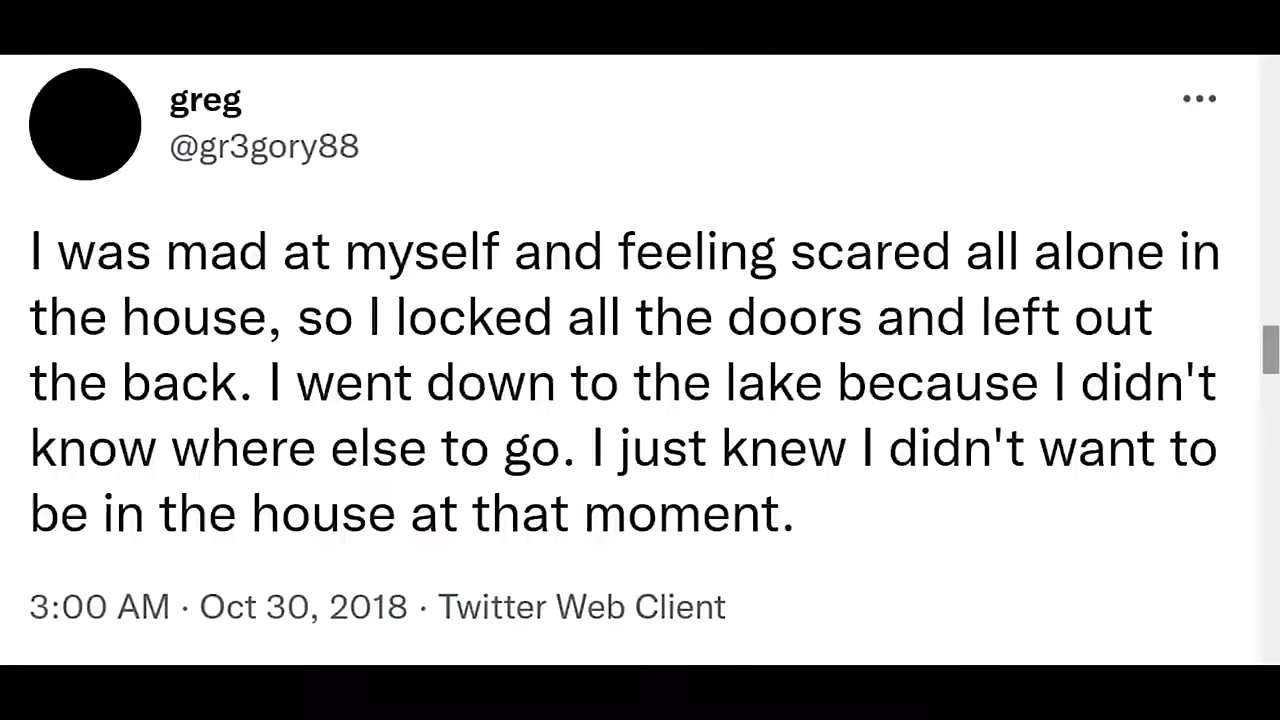 greg
@gr3gory88
I was mad at myself and feeling scared all alone in
the house, so I locked all the doors and left out
the back. I went down to the lake because I didn't
know where else to go. I just knew I didn't want to
be in the house at that moment.
3:00 AM · Oct 30, 2018 · Twitter Web Client